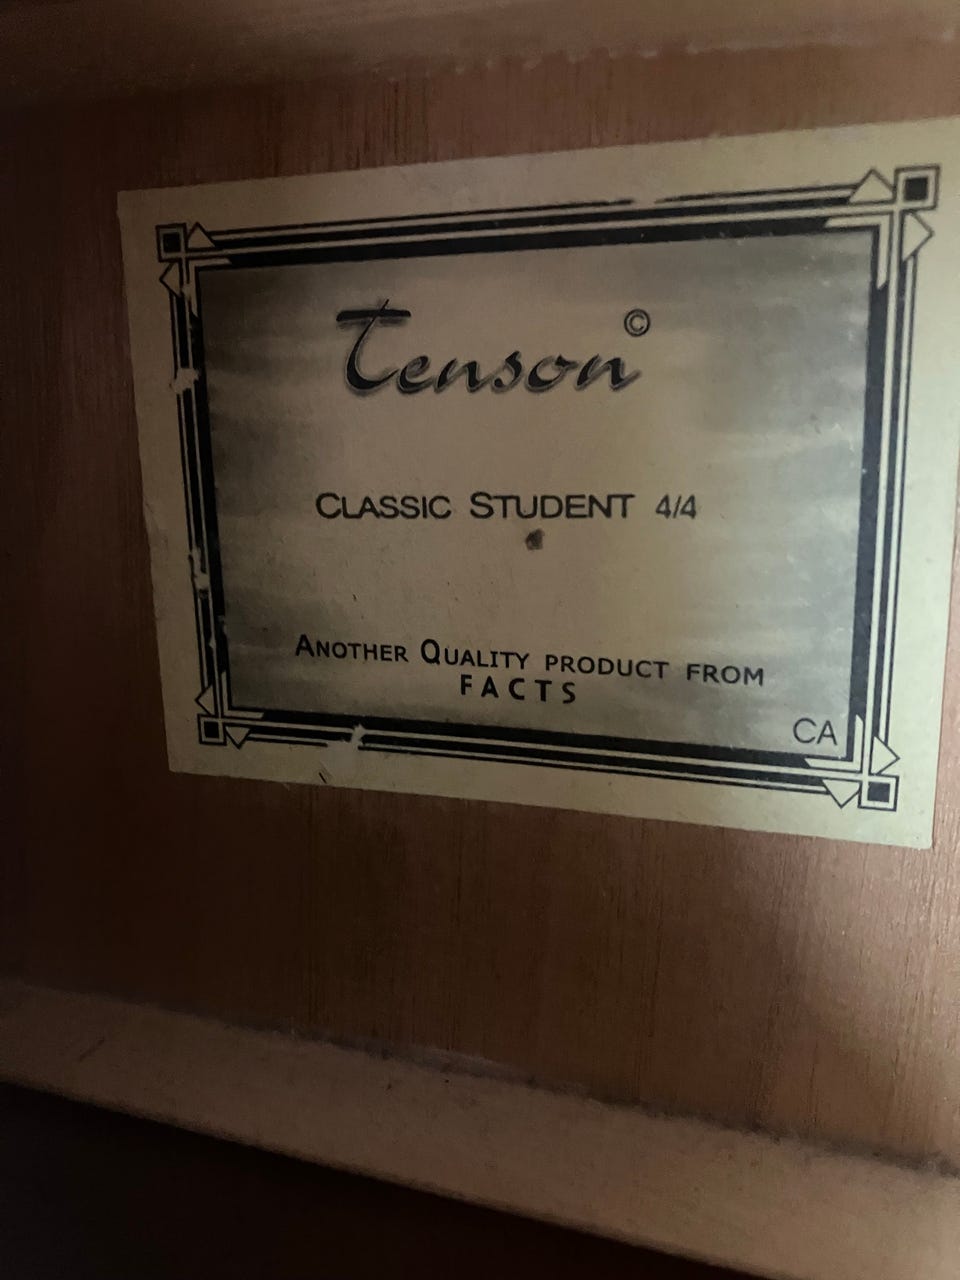 Tenson©
CLASSIC STUDENT 4/4
ANOTHER QUALITY PRODUCT FROM
FACTS
CA